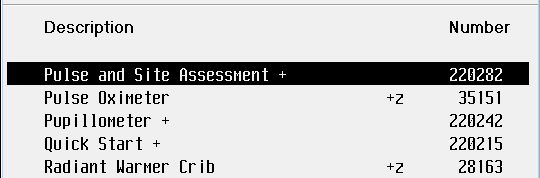 Description Number
Pulse and Site Assessment + 220282
Pulse Oximeter +z 35151
Pupillometer + 220242
Quick Start + 220215
Radiant Warmer Crib +z 28163